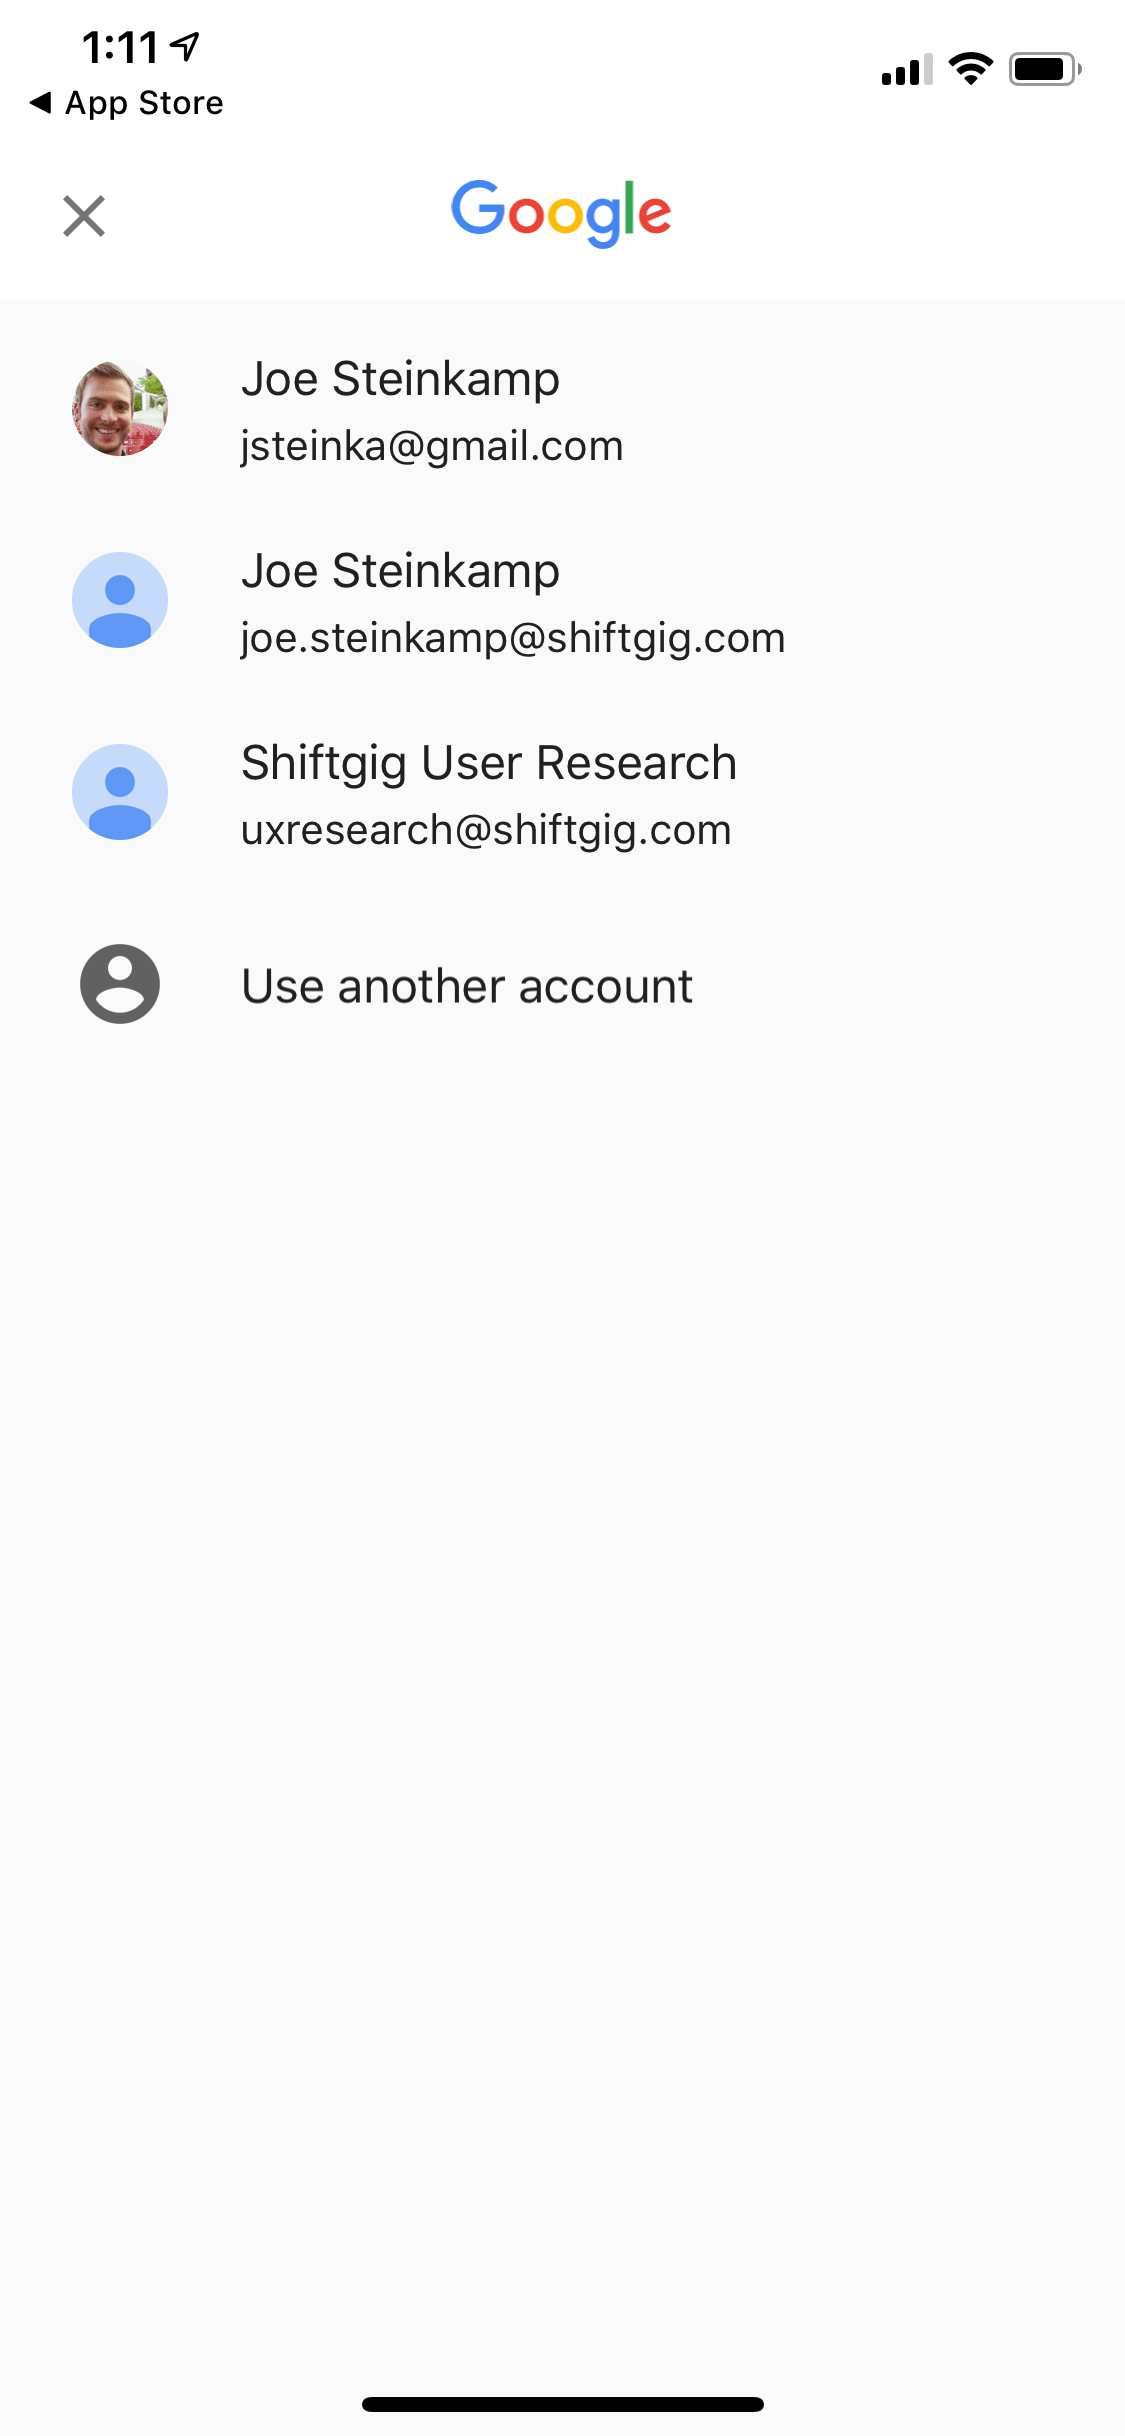 1:11
App Store
Google
Joe Steinkamp
jsteinka@gmail.com
Joe Steinkamp
joe.steinkamp@shiftgig.com
Shiftgig User Research
uxresearch@shiftgig.com
Use another account